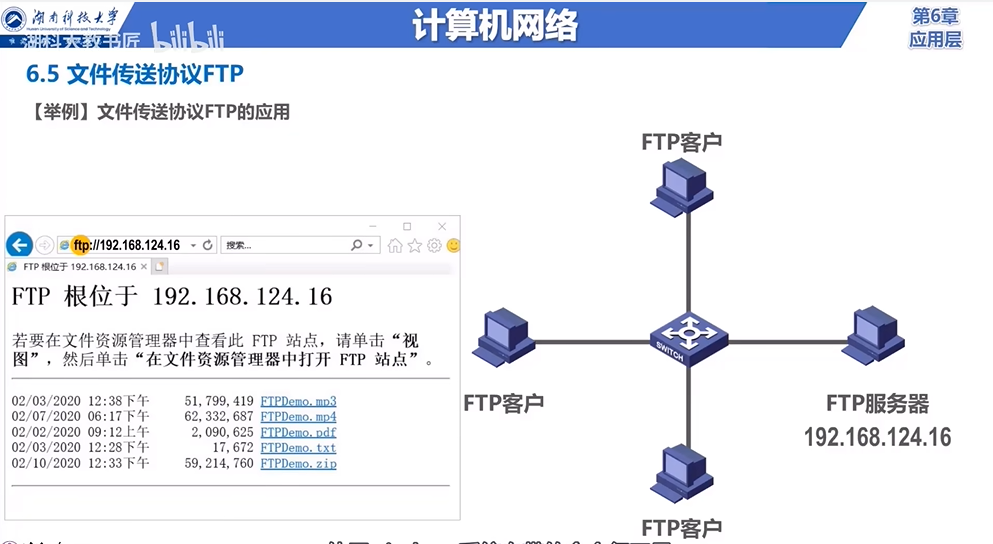 湖南科技大学
Hunan University of Science and Technology
湖科大教书匠 bilibili
计算机网络
第6章
应用层
6.5 文件传送协议FTP
【举例】文件传送协议FTP的应用
ftp://192.168.124.16
搜索...
FTP 根位于 192.168.124.16
FTP 根位于 192.168.124.16
若要在文件资源管理器中查看此 FTP 站点，请单击“视
图”，然后单击“在文件资源管理器中打开 FTP 站点”。
02/03/2020 12:38下午 51,799,419 FTPDemo.mp3
02/07/2020 06:17下午 62,332,687 FTPDemo.mp4
02/02/2020 09:12上午 2,090,625 FTPDemo.pdf
02/03/2020 12:28下午 17,672 FTPDemo.txt
02/10/2020 12:33下午 59,214,760 FTPDemo.zip
FTP客户
SWITCH
FTP客户
FTP服务器
192.168.124.16
FTP客户